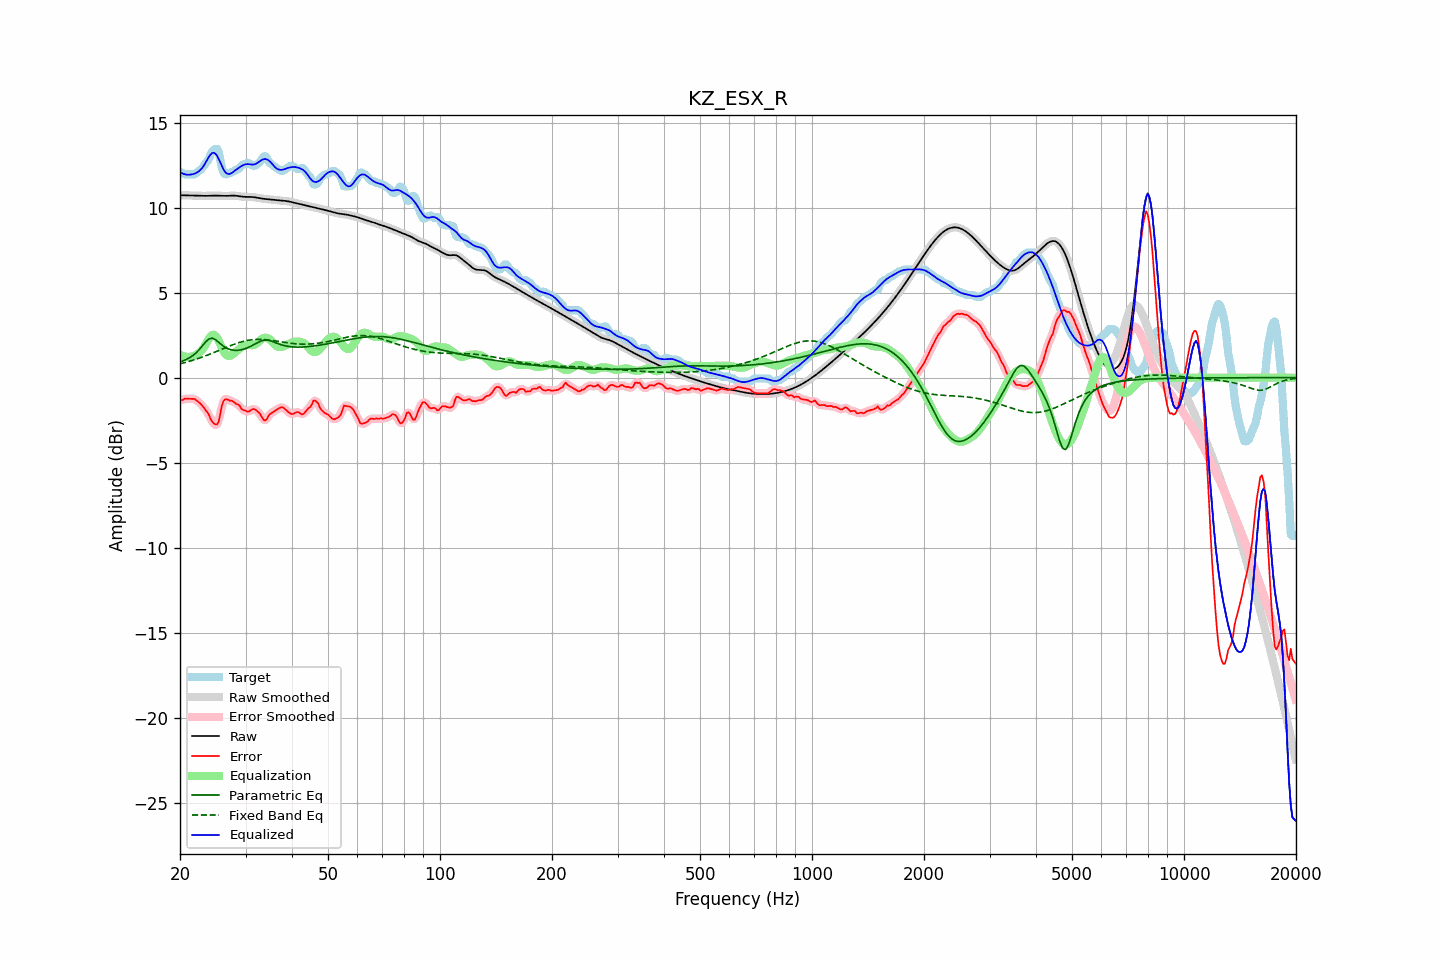 KZ_ESX_R
15
10
5
0
−5
−10
−15
−20
−25
Amplitude (dBr)
Target
Raw Smoothed
Error Smoothed
Raw
Error
Equalization
Parametric Eq
Fixed Band Eq
Equalized
20 50 100 200 500 1000 2000 5000 10000 20000
Frequency (Hz)